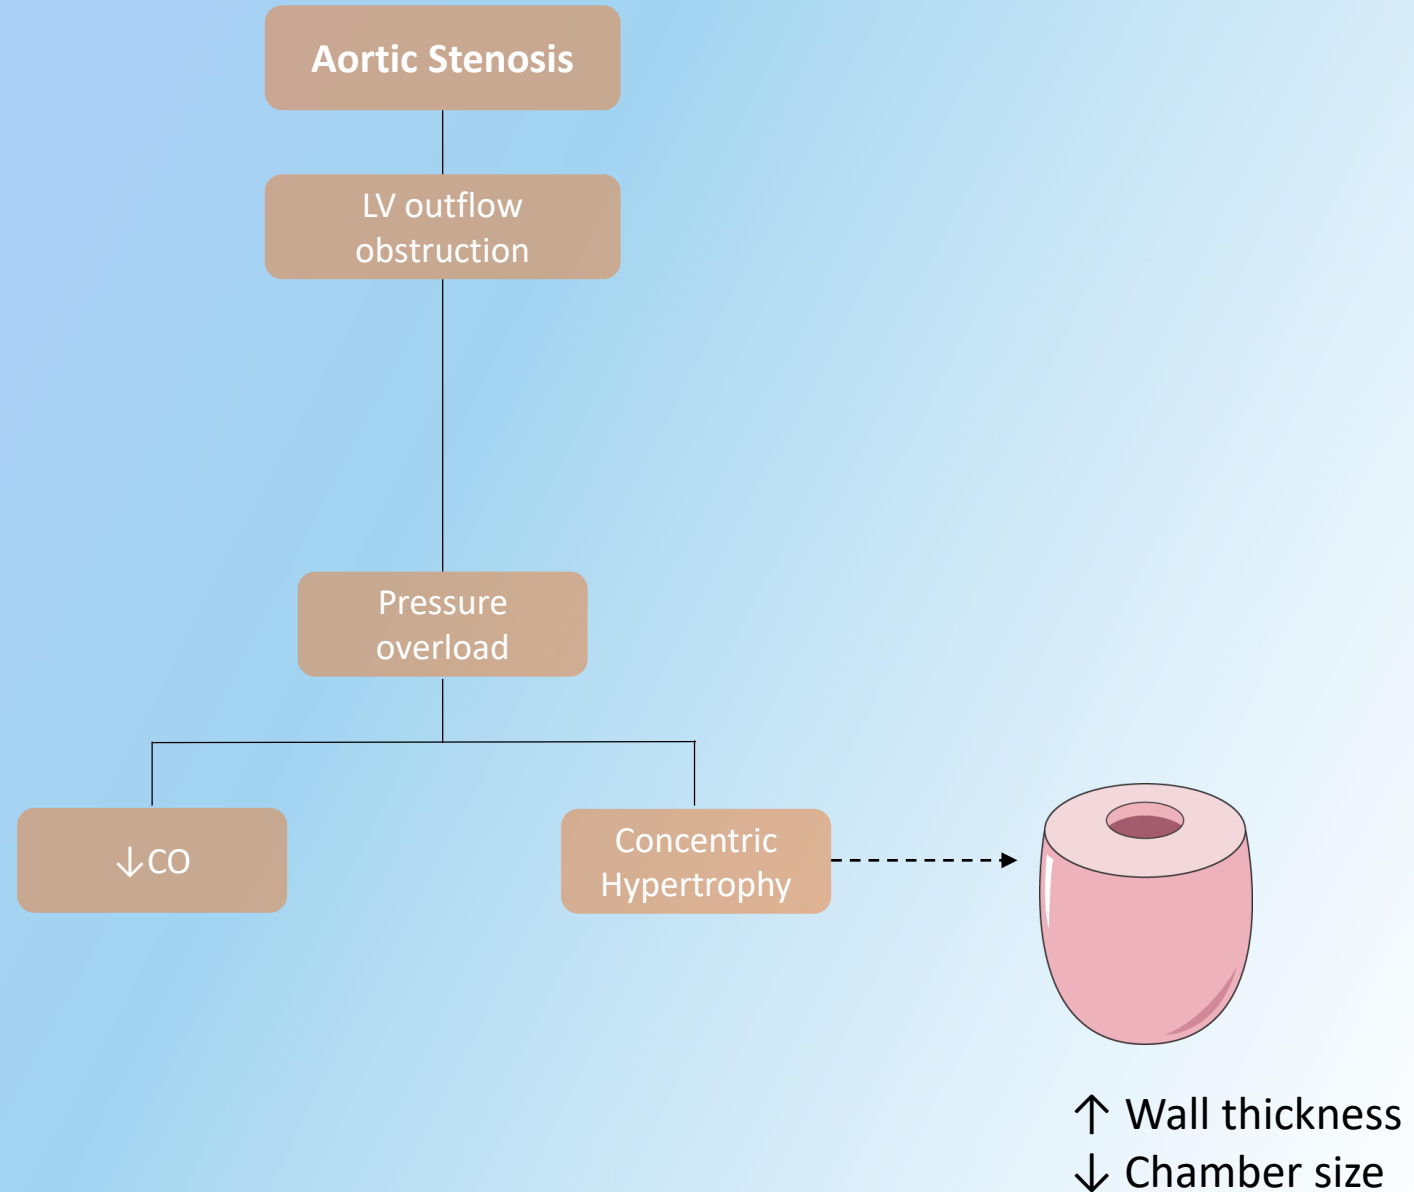 Aortic Stenosis
LV outflow
obstruction
Pressure
overload
↓CO
Concentric
Hypertrophy
↑ Wall thickness
↓ Chamber size